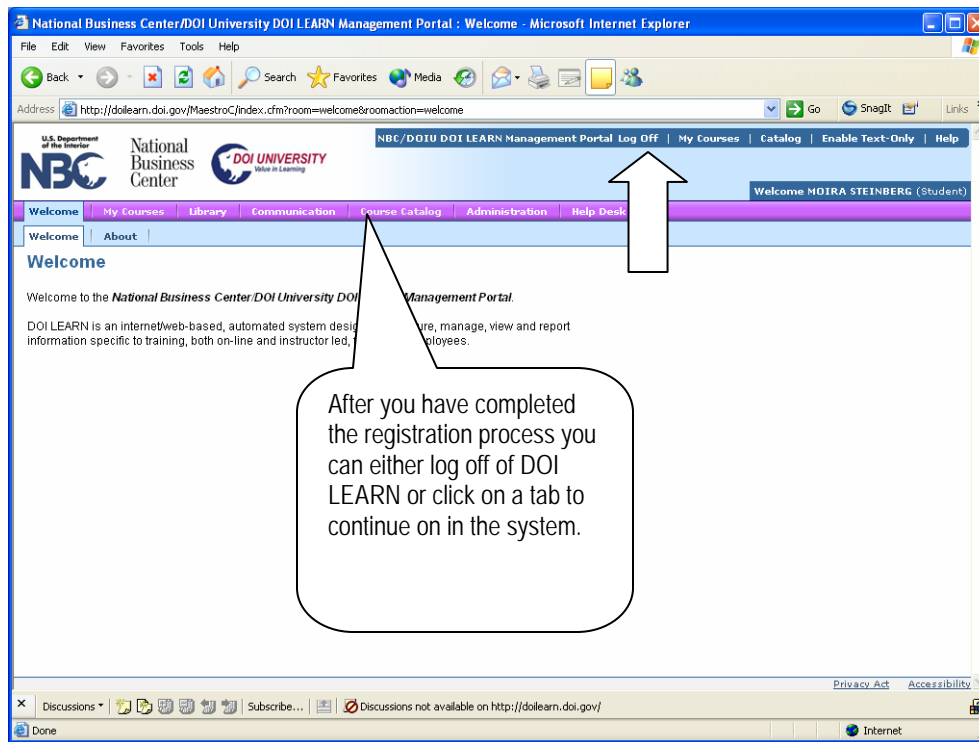 National Business Center/DOI University DOI LEARN Management Portal : Welcome - Microsoft Internet Explorer
File Edit View Favorites Tools Help
Back Search Favorites Media
Address http://doilearn.doi.gov/MaestroC/index.cfm?room=welcome&roomaction=welcome Go SnagIt Links
U.S. Department of the Interior
NBC
National Business Center
DOI UNIVERSITY
Value in Learning
NBC/DOIU DOI LEARN Management Portal Log Off | My Courses | Catalog | Enable Text-Only | Help
Welcome MOIRA STEINBERG (Student)
Welcome My Courses Library Communication Course Catalog Administration Help Desk
Welcome About
Welcome
Welcome to the National Business Center/DOI University DOI Management Portal.
DOI LEARN is an internet/web-based, automated system desig ure, manage, view and report
information specific to training, both on-line and instructor led, ployees.
After you have completed
the registration process you
can either log off of DOI
LEARN or click on a tab to
continue on in the system.
Privacy Act Accessibility
Discussions Subscribe... Discussions not available on http://doilearn.doi.gov/
Done Internet